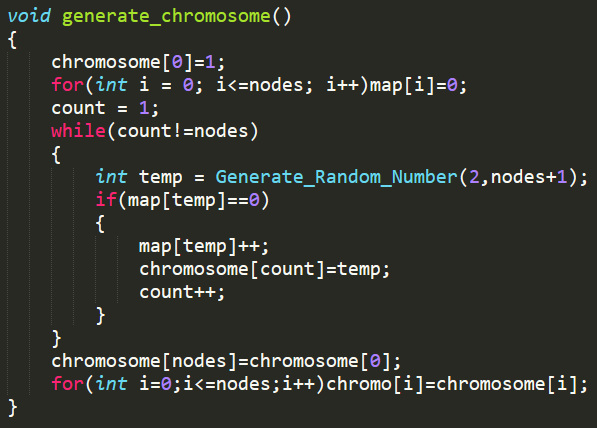 void generate_chromosome()
{
    chromosome[0]=1;
    for(int i = 0; i<=nodes; i++)map[i]=0;
    count = 1;
    while(count!=nodes)
    {
        int temp = Generate_Random_Number(2,nodes+1);
        if(map[temp]==0)
        {
            map[temp]++;
            chromosome[count]=temp;
            count++;
        }
    }
    chromosome[nodes]=chromosome[0];
    for(int i=0;i<=nodes;i++)chromo[i]=chromosome[i];
}